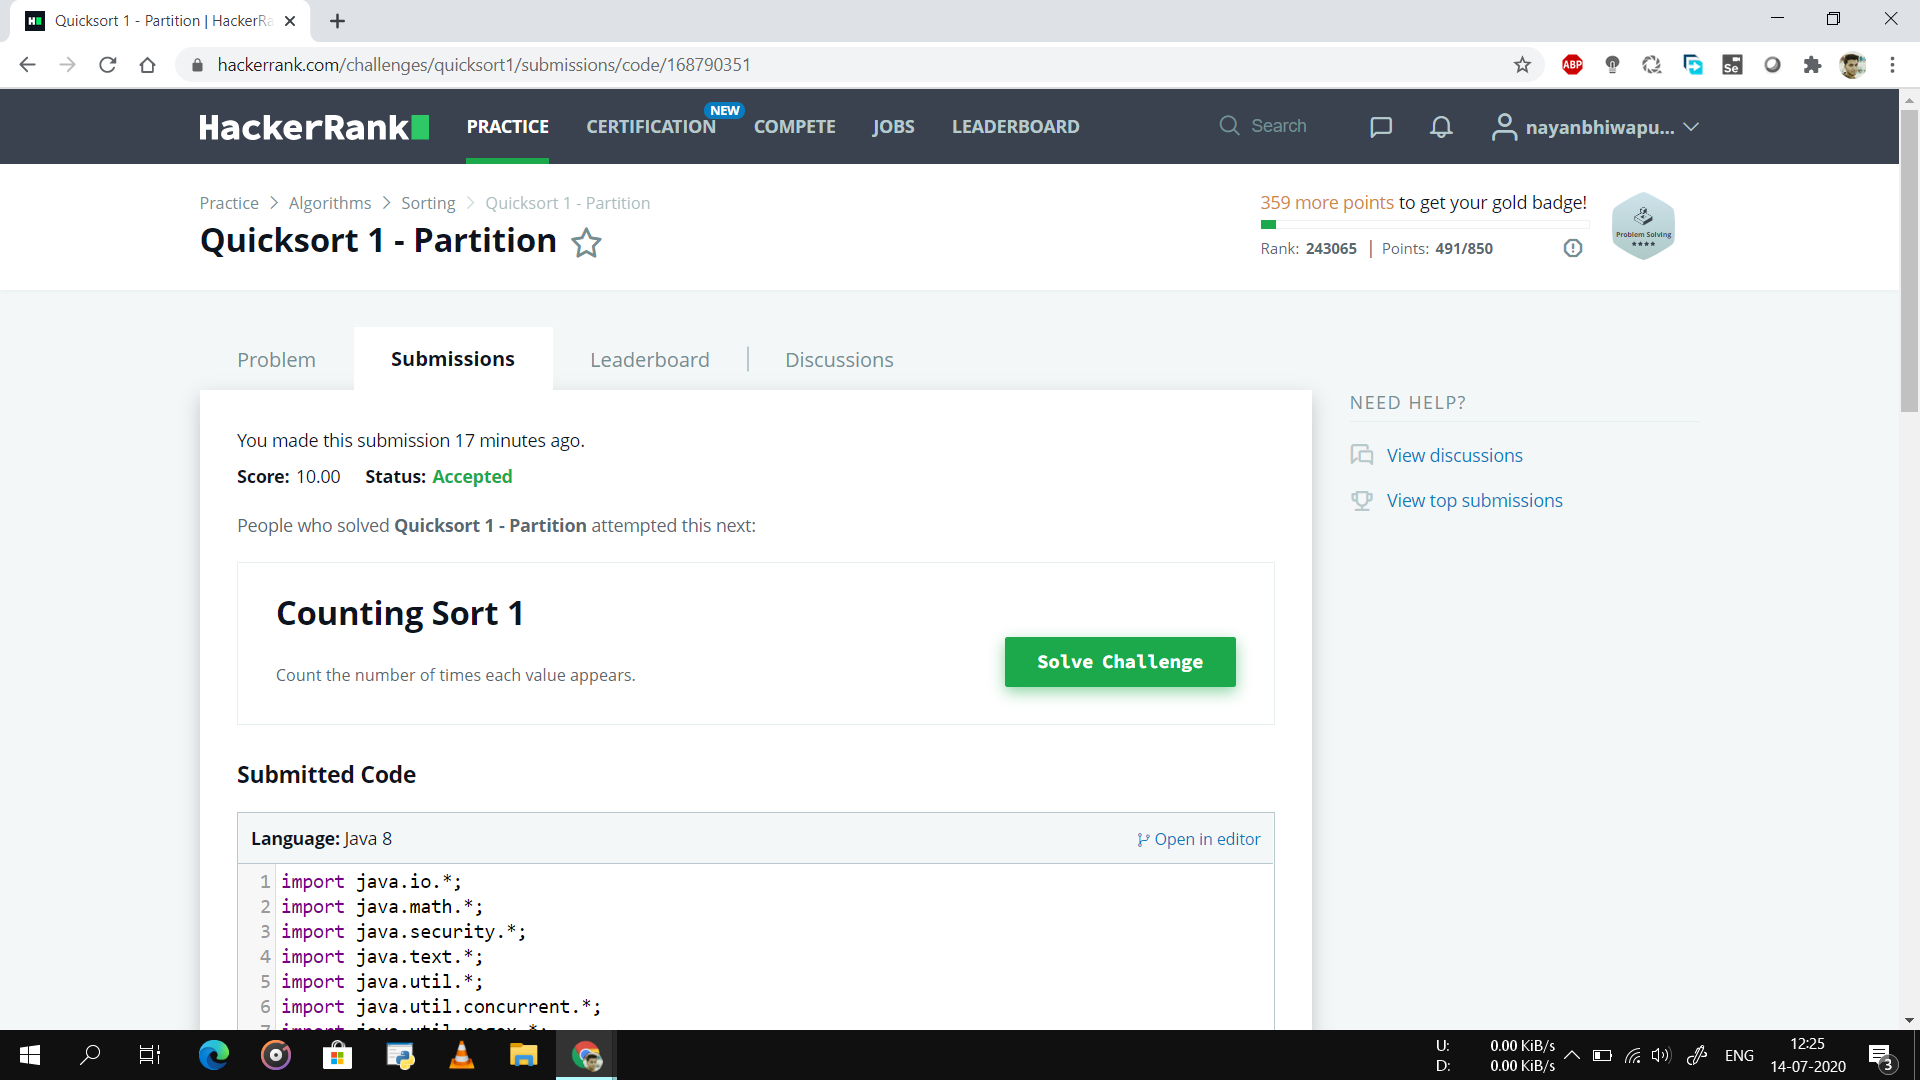 Quicksort 1 - Partition | HackerRa
hackerrank.com/challenges/quicksort1/submissions/code/168790351
ABP
Se
HackerRank
PRACTICE
CERTIFICATION
NEW
COMPETE
JOBS
LEADERBOARD
Search
nayanbhiwapu...
Practice > Algorithms > Sorting > Quicksort 1 - Partition
Quicksort 1 - Partition
359 more points to get your gold badge!
Rank: 243065 | Points: 491/850
Problem Solving
Problem
Submissions
Leaderboard
Discussions
You made this submission 17 minutes ago.
Score: 10.00 Status: Accepted
People who solved Quicksort 1 - Partition attempted this next:
Counting Sort 1
Count the number of times each value appears.
Solve Challenge
NEED HELP?
View discussions
View top submissions
Submitted Code
Language: Java 8
Open in editor
1 import java.io.*;
2 import java.math.*;
3 import java.security.*;
4 import java.text.*;
5 import java.util.*;
6 import java.util.concurrent.*;
7 import java.util.regex.*;
U: 0.00 KiB/s
D: 0.00 KiB/s
ENG
12:25
14-07-2020
3